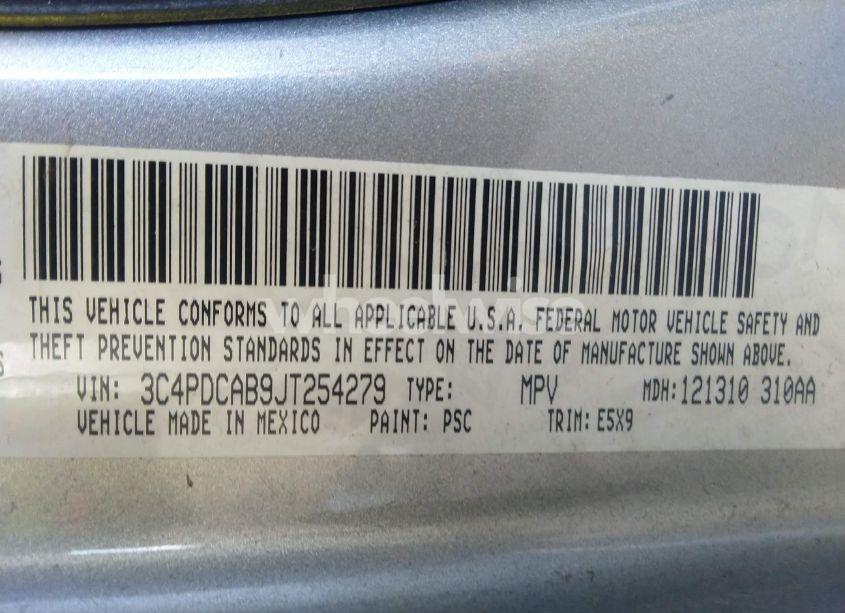 THIS VEHICLE CONFORMS TO ALL APPLICABLE U.S.A. FEDERAL MOTOR VEHICLE SAFETY AND
THEFT PREVENTION STANDARDS IN EFFECT ON THE DATE OF MANUFACTURE SHOWN ABOVE.
VIN: 3C4PDCAB9JT254279 TYPE: MPV MDH:121310 310AA
VEHICLE MADE IN MEXICO PAINT: PSC TRIM: E5X9
wheelwise